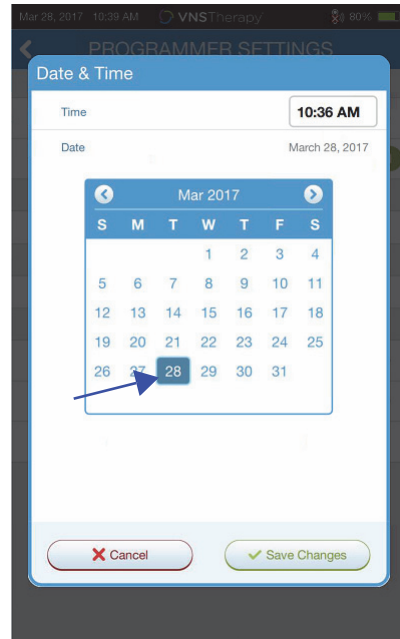 Mar 28, 2017 10:39 AM VNSTherapy 80%
PROGRAMMER SETTINGS
Date & Time
Time 10:36 AM
Date March 28, 2017
Mar 2017
S M T W T F S
1 2 3 4
5 6 7 8 9 10 11
12 13 14 15 16 17 18
19 20 21 22 23 24 25
26 27 28 29 30 31
Cancel Save Changes